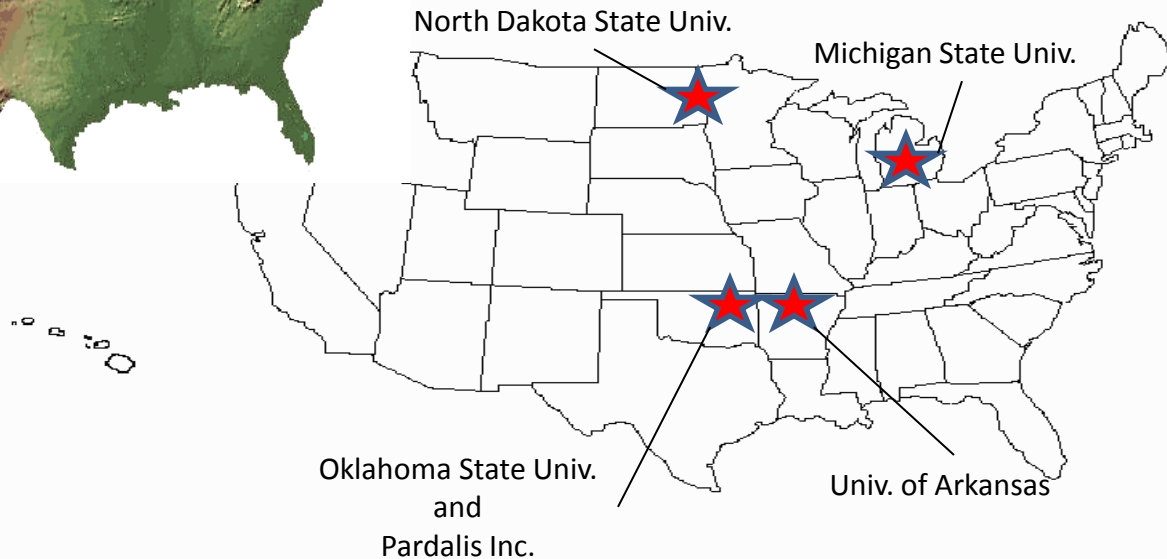 North Dakota State Univ.
Michigan State Univ.
Oklahoma State Univ.
and
Pardalis Inc.
Univ. of Arkansas